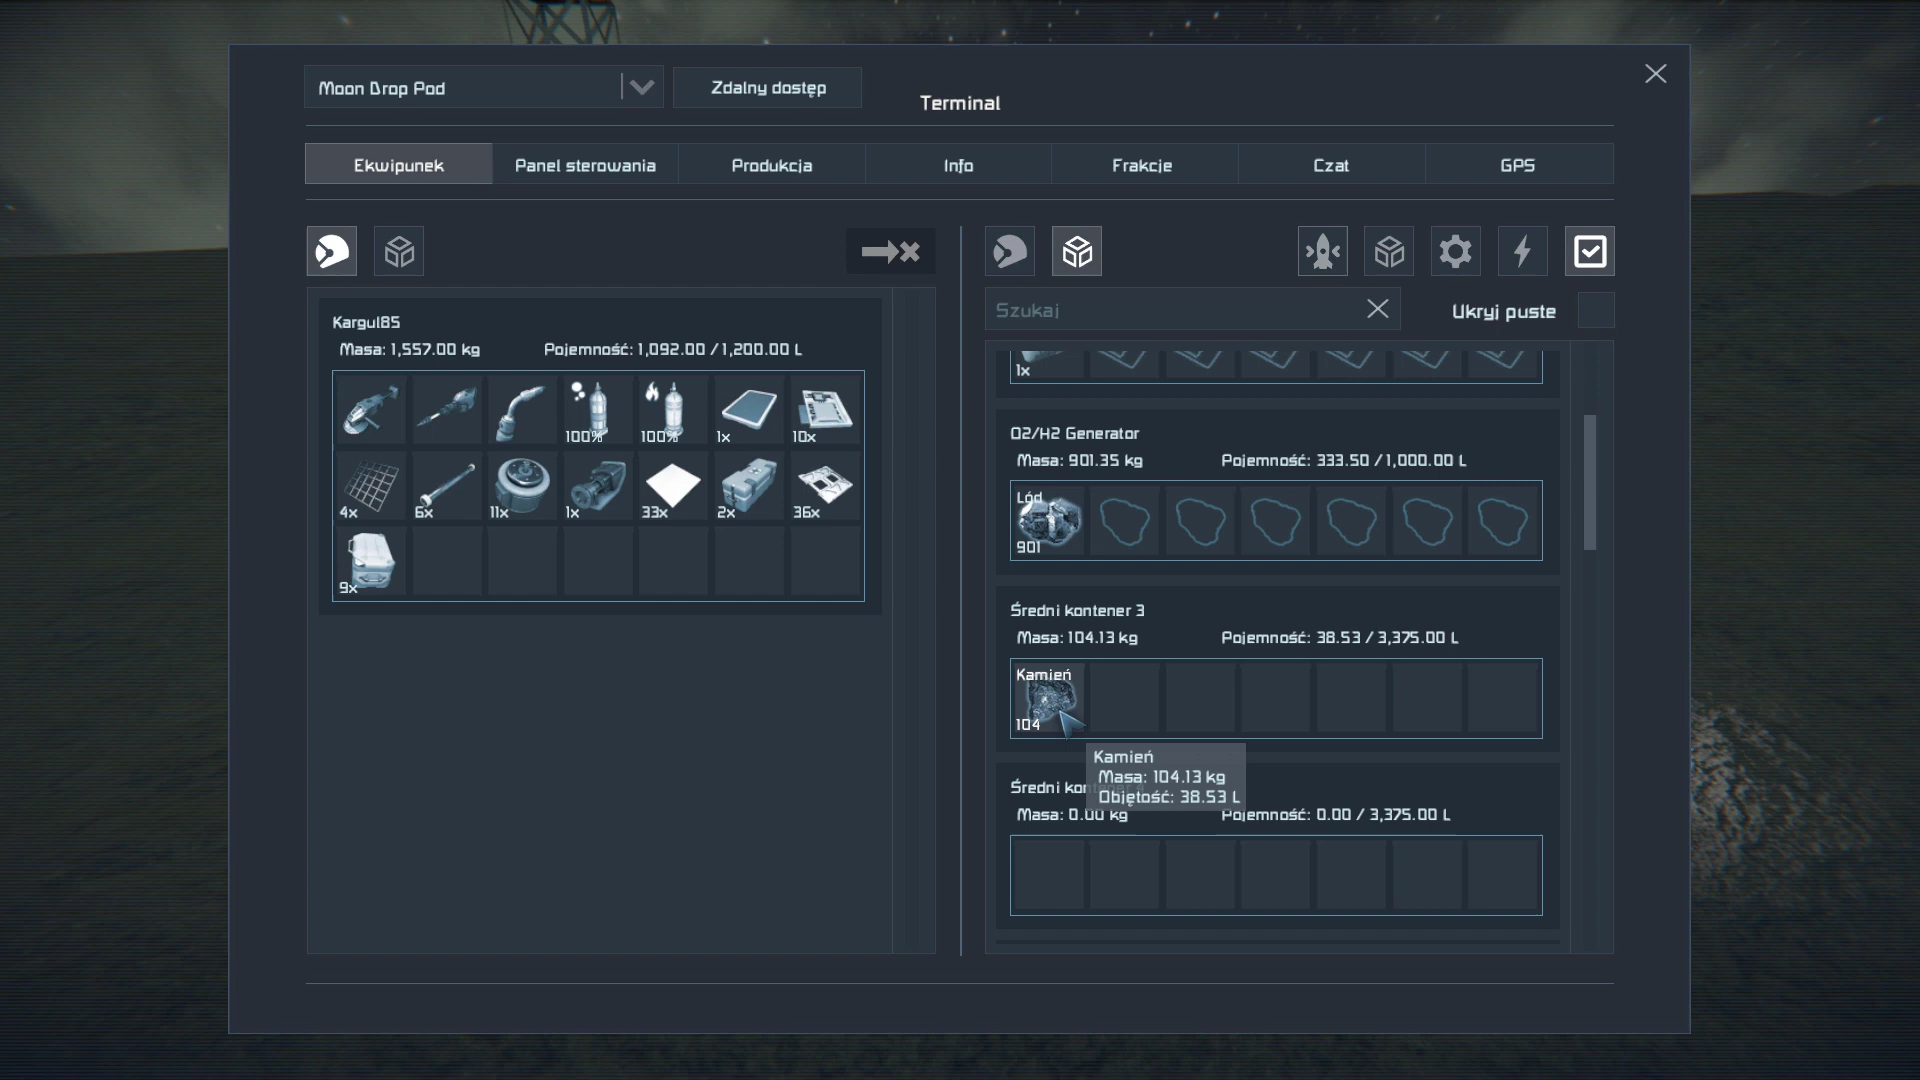 Moon Drop Pod
Zdalny dostęp
Terminal
Ekwipunek
Panel sterowania
Produkcja
Info
Frakcje
Czat
GPS
Szukaj
Ukryj puste
Kargul85
Masa: 1,557.00 kg
Pojemność: 1,092.00 / 1,200.00 L
100%
100%
1x
10x
4x
6x
11x
1x
33x
2x
36x
9x
1x
O2/H2 Generator
Masa: 901.35 kg
Pojemność: 333.50 / 1,000.00 L
Lód
901
Średni kontener 3
Masa: 104.13 kg
Pojemność: 38.53 / 3,375.00 L
Kamień
104
Kamień
Masa: 104.13 kg
Objętość: 38.53 L
Średni
Masa: 0.00 kg
Pojemność: 0.00 / 3,375.00 L